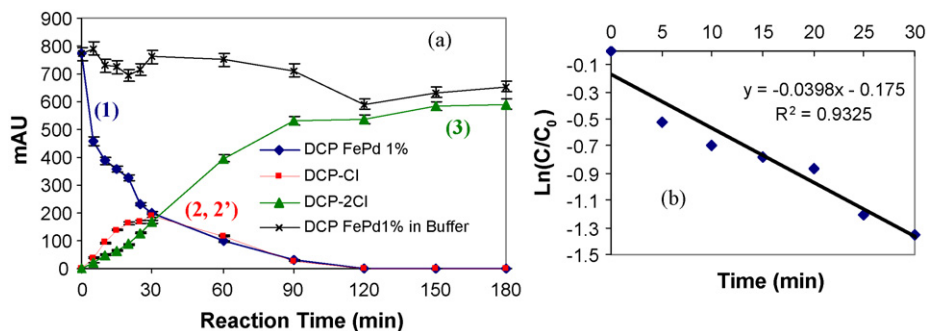 (a)
mAU
900
800
700
600
500
400
300
200
100
0
(1)
(2, 2’)
(3)
DCP FePd 1%
DCP-Cl
DCP-2Cl
DCP FePd1% in Buffer
0 30 60 90 120 150 180
Reaction Time (min)
0 5 10 15 20 25 30
Ln(C/C0)
-0.1
-0.3
-0.5
-0.7
-0.9
-1.1
-1.3
-1.5
y = -0.0398x - 0.175
R² = 0.9325
(b)
Time (min)